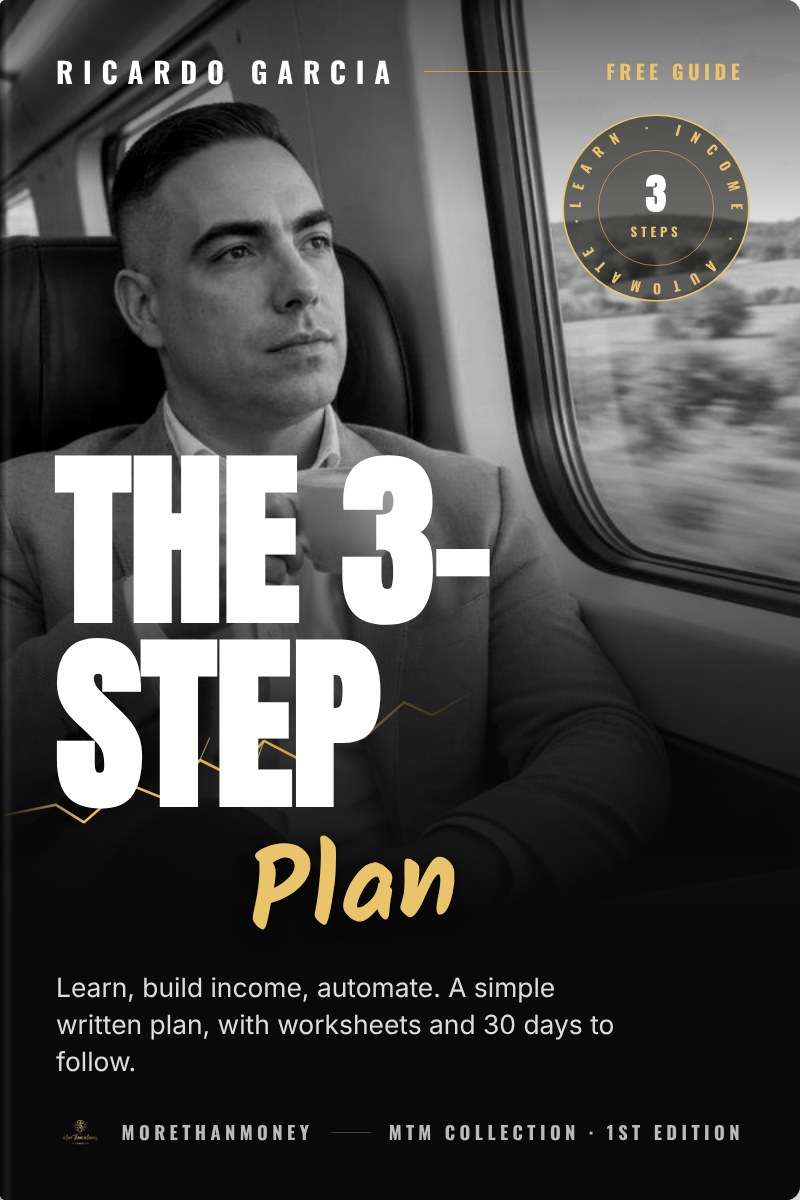 RICARDO GARCIA
FREE GUIDE
LEARN · INCOME · AUTOMATE ·
3
STEPS
THE 3-
STEP
Plan
Learn, build income, automate. A simple
written plan, with worksheets and 30 days to
follow.
MORETHANMONEY
MTM COLLECTION · 1ST EDITION